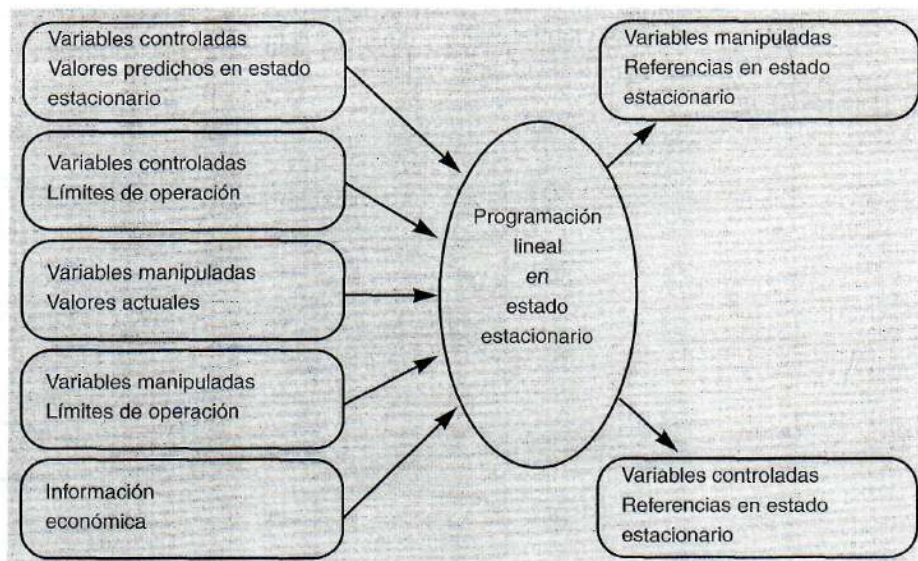 Variables controladas
Valores predichos en estado
estacionario
Variables controladas
Límites de operación
Variables manipuladas
Valores actuales
Variables manipuladas
Límites de operación
Información
económica
Programación
lineal
en
estado
estacionario
Variables manipuladas
Referencias en estado
estacionario
Variables controladas
Referencias en estado
estacionario